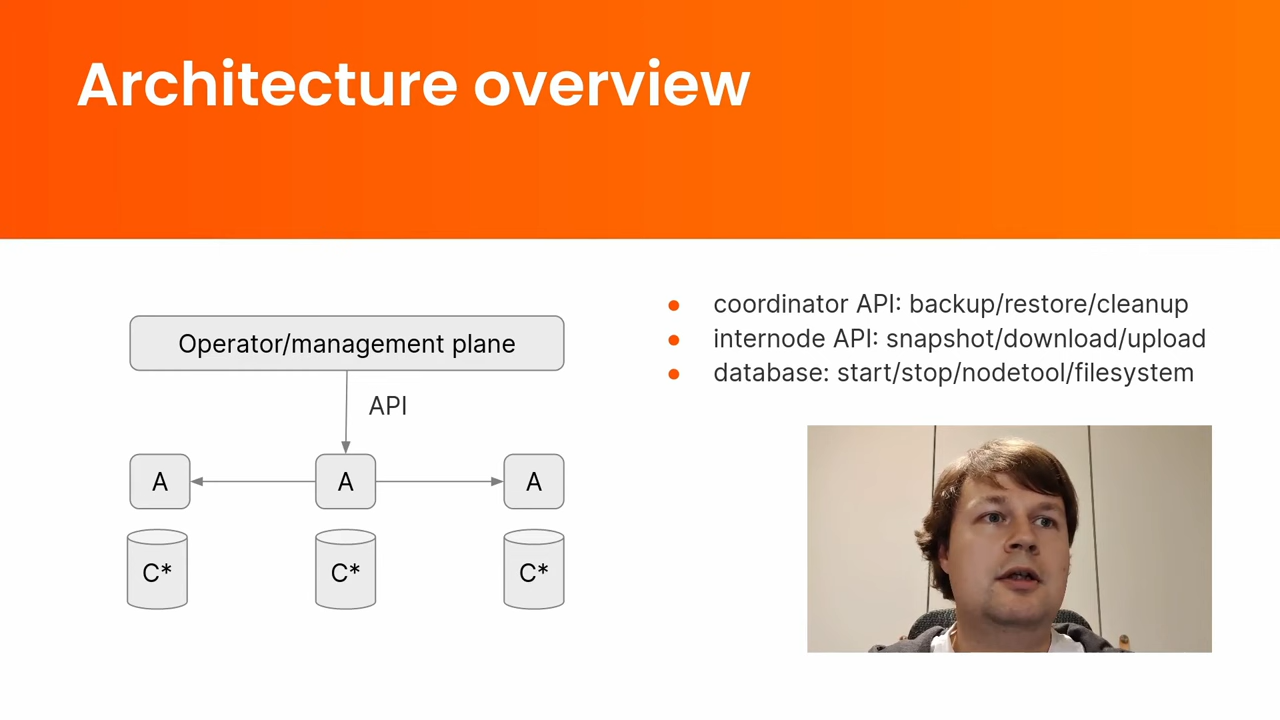 Architecture overview
Operator/management plane
API
A
A
A
C*
C*
C*
coordinator API: backup/restore/cleanup
internode API: snapshot/download/upload
database: start/stop/nodetool/filesystem